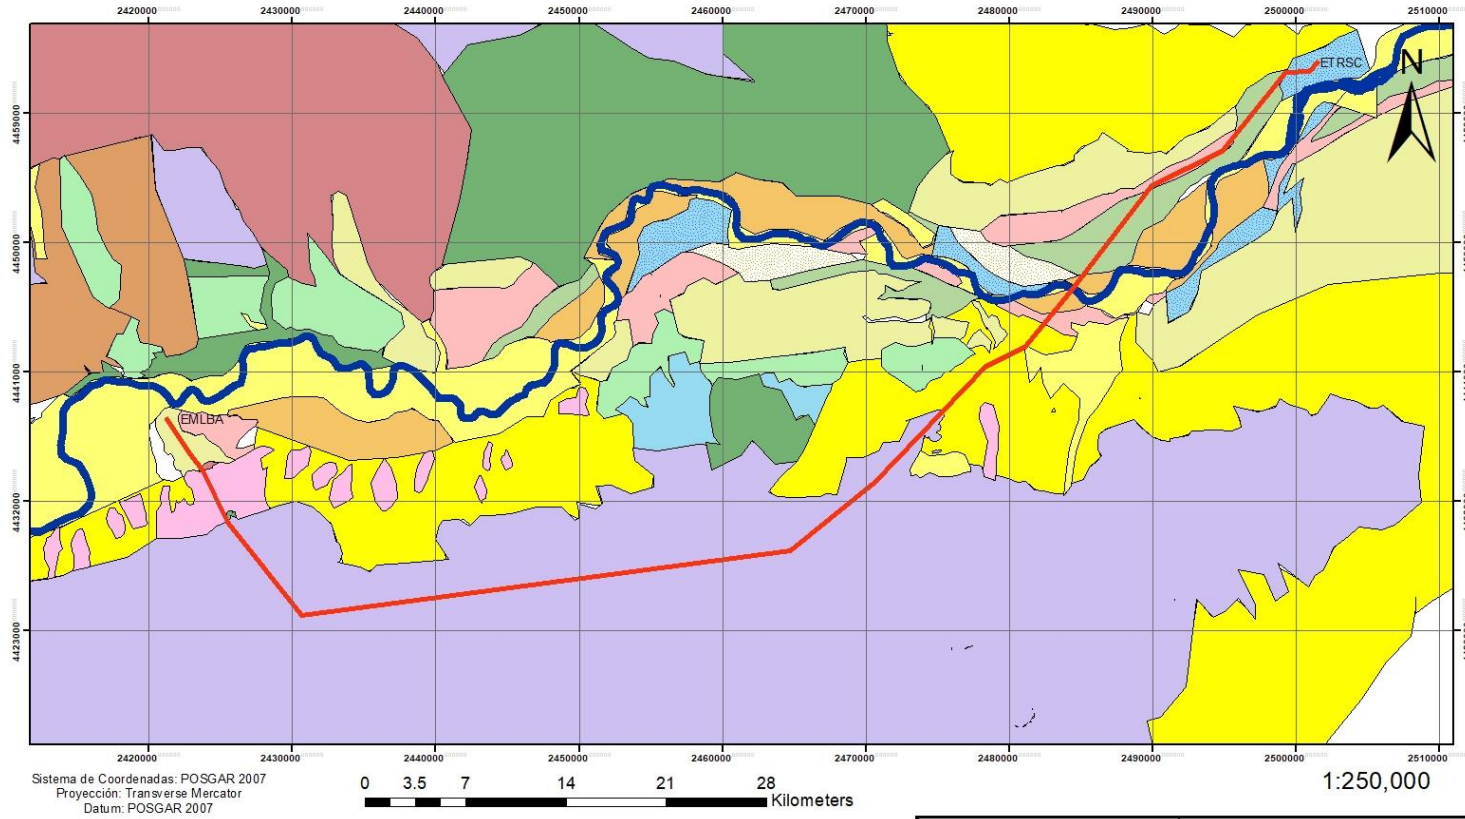 2420000 2430000 2440000 2450000 2460000 2470000 2480000 2490000 2500000 2510000
ETRSC
N
4459000
4450000
4441000
EMLBA
4432000
4423000
2420000 2430000 2440000 2450000 2460000 2470000 2480000 2490000 2500000 2510000
Sistema de Coordenadas: POSGAR 2007
Proyección: Transverse Mercator
Datum: POSGAR 2007
0 3.5 7 14 21 28
Kilometers
1:250,000